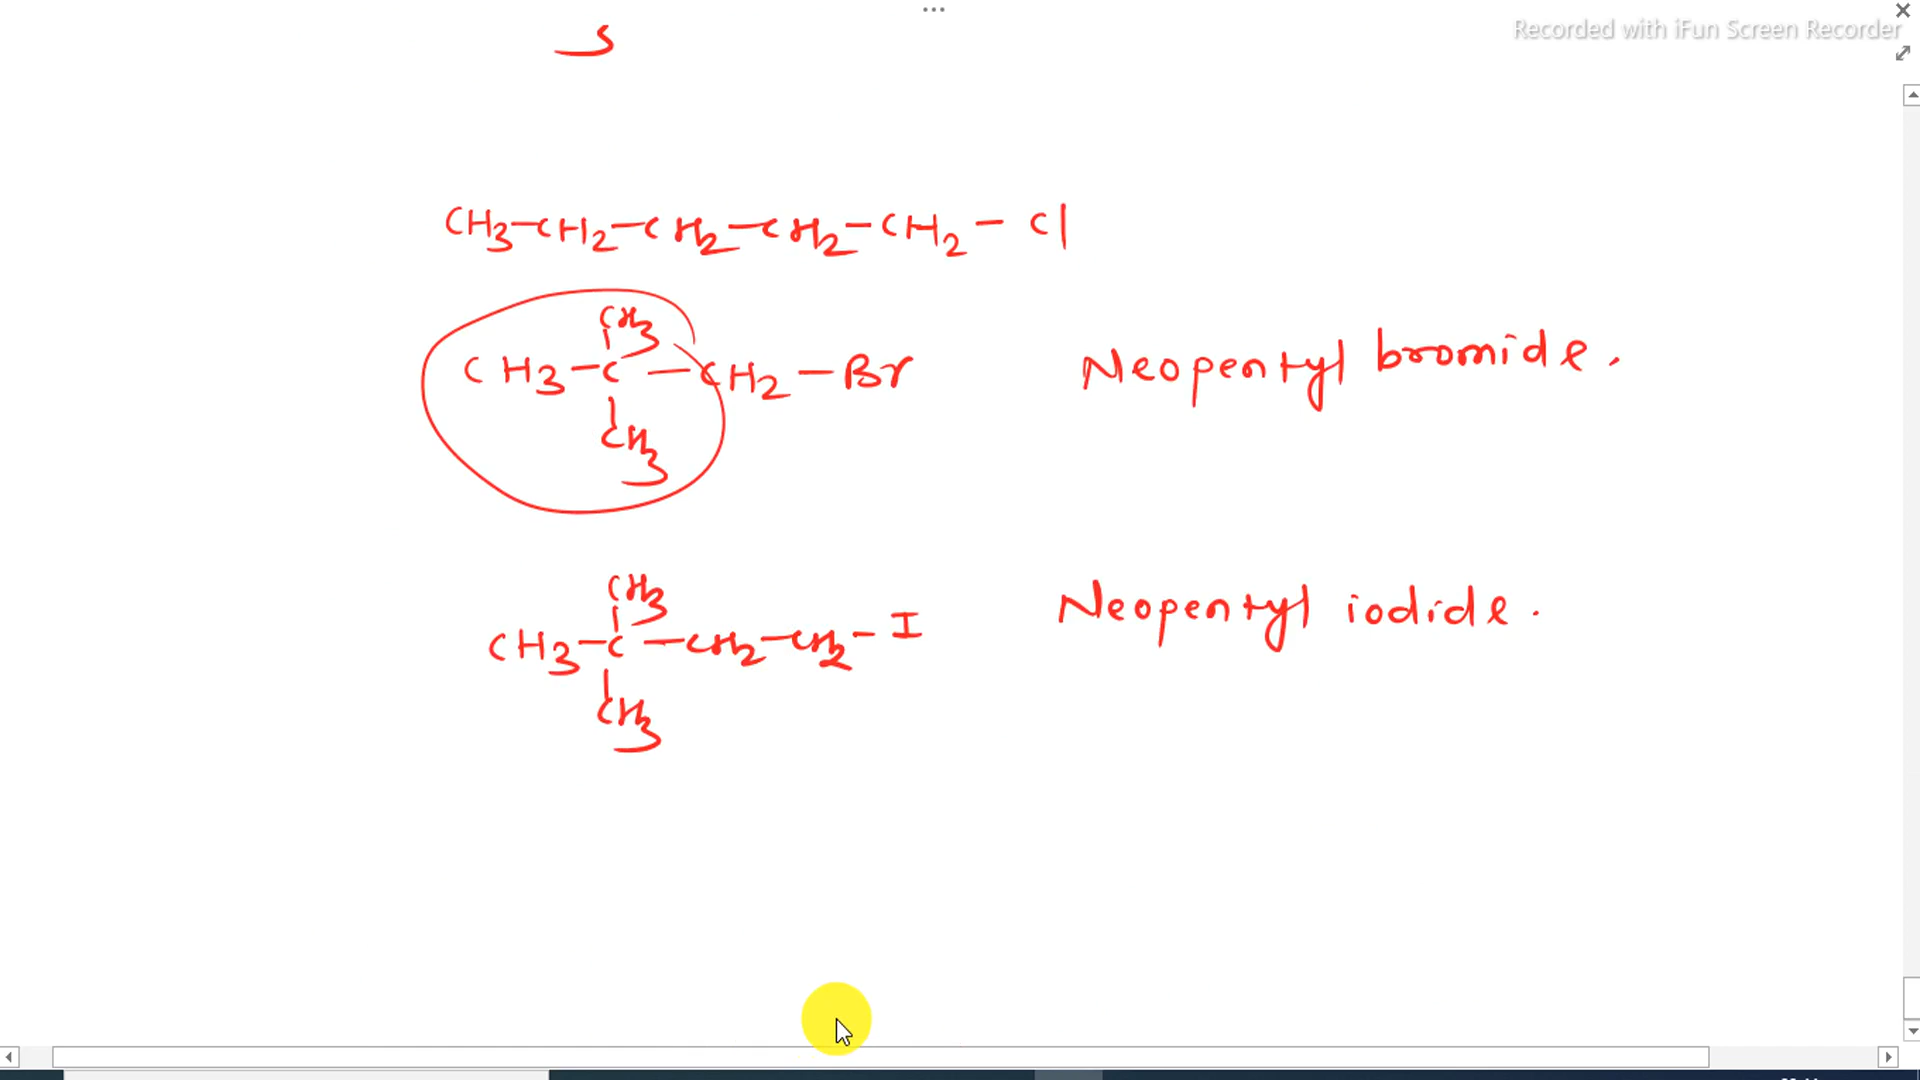 Recorded with iFun Screen Recorder
3
CH3-CH2-CH2-CH2-CH2-Cl
CH3
CH3-C-CH2-Br Neopentyl bromide.
CH3
CH3
CH3-C-CH2-CH2-I Neopentyl iodide.
CH3